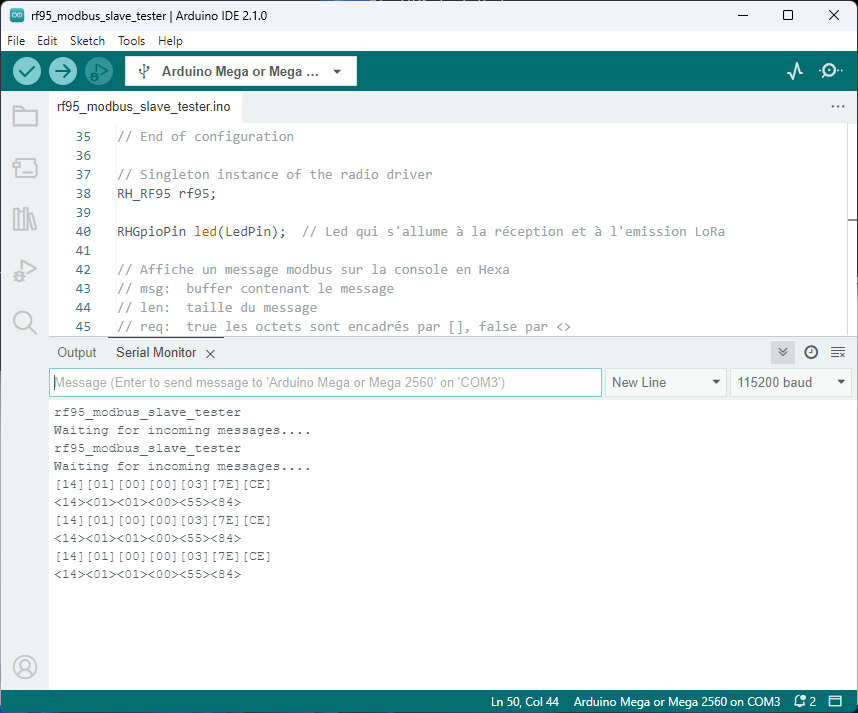 rf95_modbus_slave_tester | Arduino IDE 2.1.0
File Edit Sketch Tools Help
Arduino Mega or Mega ...
rf95_modbus_slave_tester.ino
35 // End of configuration
36
37 // Singleton instance of the radio driver
38 RH_RF95 rf95;
39
40 RHGpioPin led(LedPin);  // Led qui s'allume à la réception et à l'emission LoRa
41
42 // Affiche un message modbus sur la console en Hexa
43 // msg:  buffer contenant le message
44 // len:  taille du message
45 // req:  true les octets sont encadrés par [], false par <>
Output Serial Monitor
Message (Enter to send message to 'Arduino Mega or Mega 2560' on 'COM3') New Line 115200 baud
rf95_modbus_slave_tester
Waiting for incoming messages....
rf95_modbus_slave_tester
Waiting for incoming messages....
[14][01][00][00][03][7E][CE]
<14><01><01><00><55><84>
[14][01][00][00][03][7E][CE]
<14><01><01><00><55><84>
[14][01][00][00][03][7E][CE]
<14><01><01><00><55><84>
Ln 50, Col 44 Arduino Mega or Mega 2560 on COM3 2